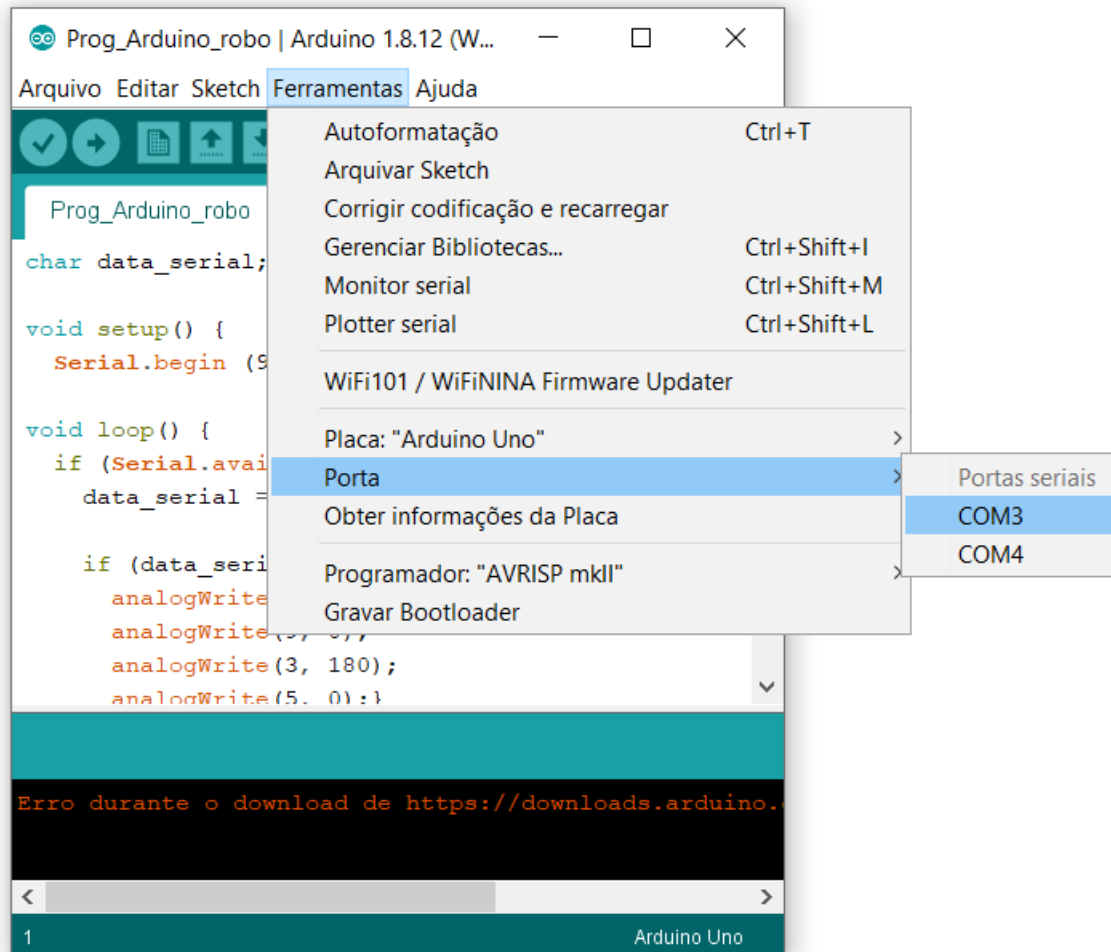 Prog_Arduino_robo | Arduino 1.8.12 (W...
Arquivo Editar Sketch Ferramentas Ajuda
Autoformatação Ctrl+T
Arquivar Sketch
Corrigir codificação e recarregar
Gerenciar Bibliotecas... Ctrl+Shift+I
Monitor serial Ctrl+Shift+M
Plotter serial Ctrl+Shift+L
WiFi101 / WiFiNINA Firmware Updater
Placa: "Arduino Uno"
Porta
Obter informações da Placa
Programador: "AVRISP mkII"
Gravar Bootloader
Portas seriais
COM3
COM4
Prog_Arduino_robo
char data_serial;
void setup() {
Serial.begin (9
void loop() {
if (Serial.avai
data_serial =
if (data_seri
analogWrite
analogWrite
analogWrite(3, 180);
analogWrite(5, 0);}
Erro durante o download de https://downloads.arduino.
1
Arduino Uno